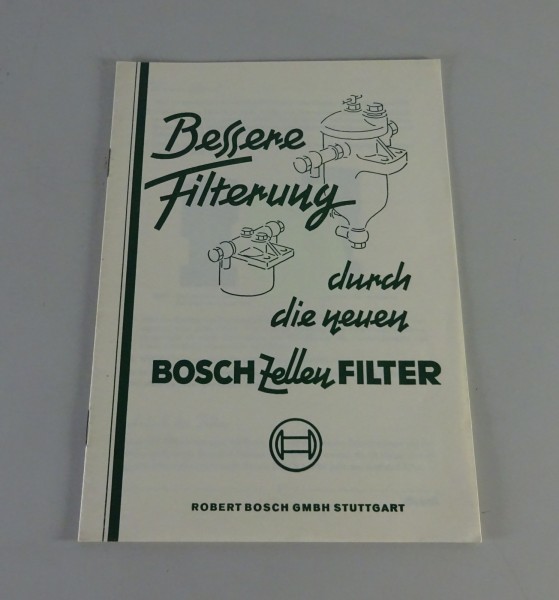 Bessere
Filterung
durch
die neuen
BOSCH Zellen FILTER
ROBERT BOSCH GMBH STUTTGART